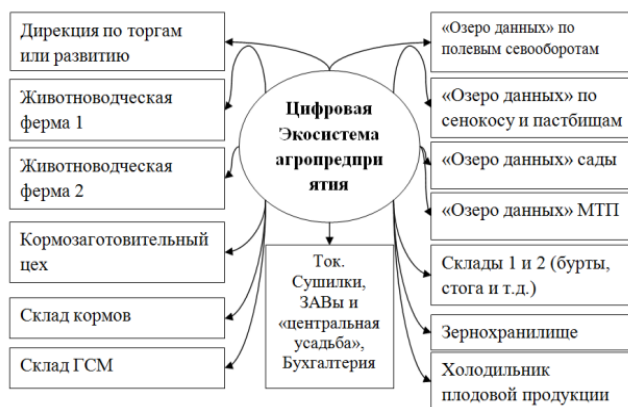 Дирекция по торгам
или развитию
Животноводческая
ферма 1
Животноводческая
ферма 2
Кормозаготовительный
цех
Склад кормов
Склад ГСМ
Цифровая
Экосистема
агропредпри
ятия
Ток.
Сушилки,
ЗАВы и
«центральная
усадьба»,
Бухгалтерия
«Озеро данных» по
полевым севооборотам
«Озеро данных» по
сенокосу и пастбищам
«Озеро данных» сады
«Озеро данных» МТП
Склады 1 и 2 (бурты,
стога и т.д.)
Зернохранилище
Холодильник
плодовой продукции